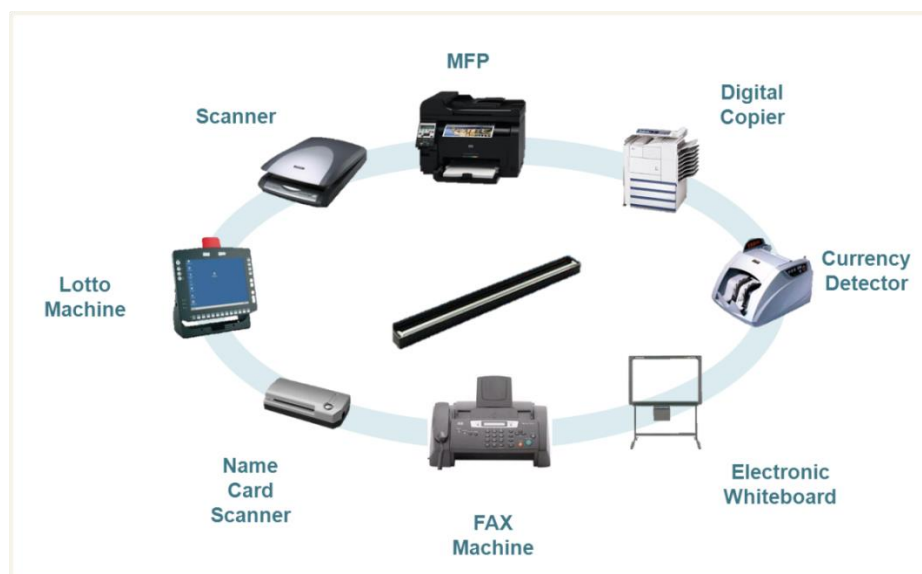 MFP
Scanner
Digital
Copier
Lotto
Machine
Currency
Detector
Name
Card
Scanner
FAX
Machine
Electronic
Whiteboard